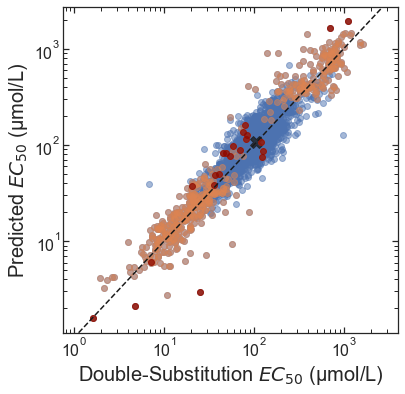 10³
10²
10¹
Predicted EC₅₀ (μmol/L)
10⁰ 10¹ 10² 10³
Double-Substitution EC₅₀ (μmol/L)